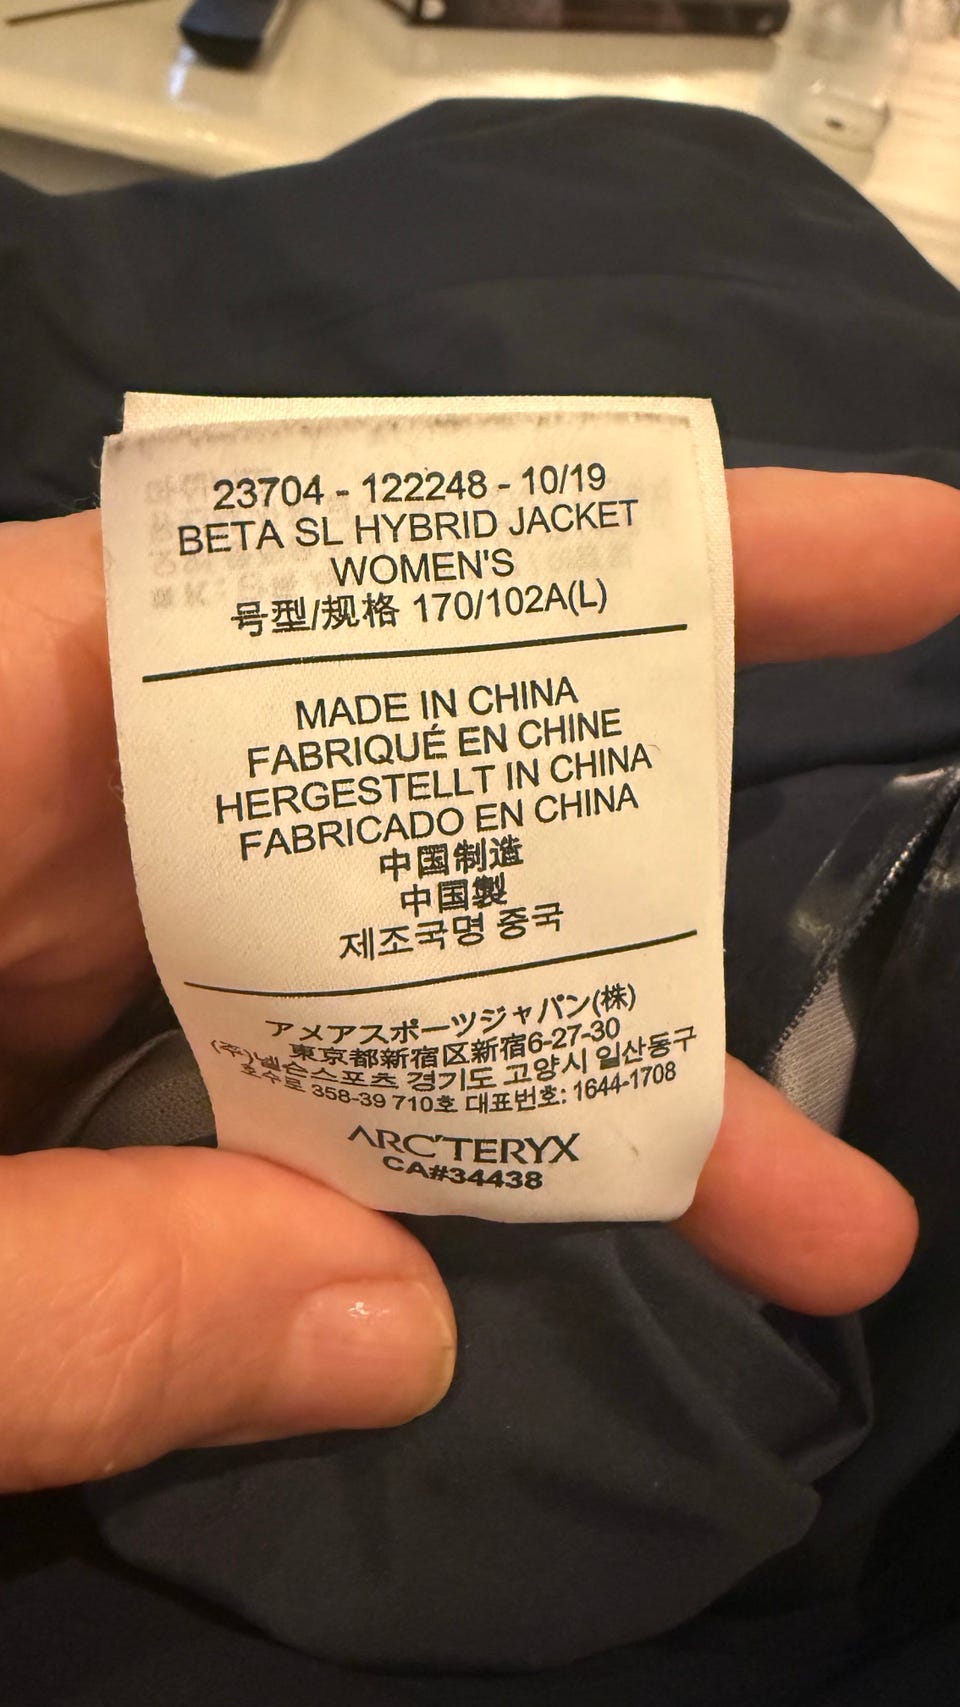 23704 - 122248 - 10/19
BETA SL HYBRID JACKET
WOMEN'S
号型/规格 170/102A(L)
MADE IN CHINA
FABRIQUÉ EN CHINE
HERGESTELLT IN CHINA
FABRICADO EN CHINA
中国制造
中国製
제조국명 중국
アメアスポーツジャパン(株)
東京都新宿区新宿6-27-30
(주)넬슨스포츠 경기도 고양시 일산동구
호수로 358-39 710호 대표번호: 1644-1708
ARC'TERYX
CA#34438